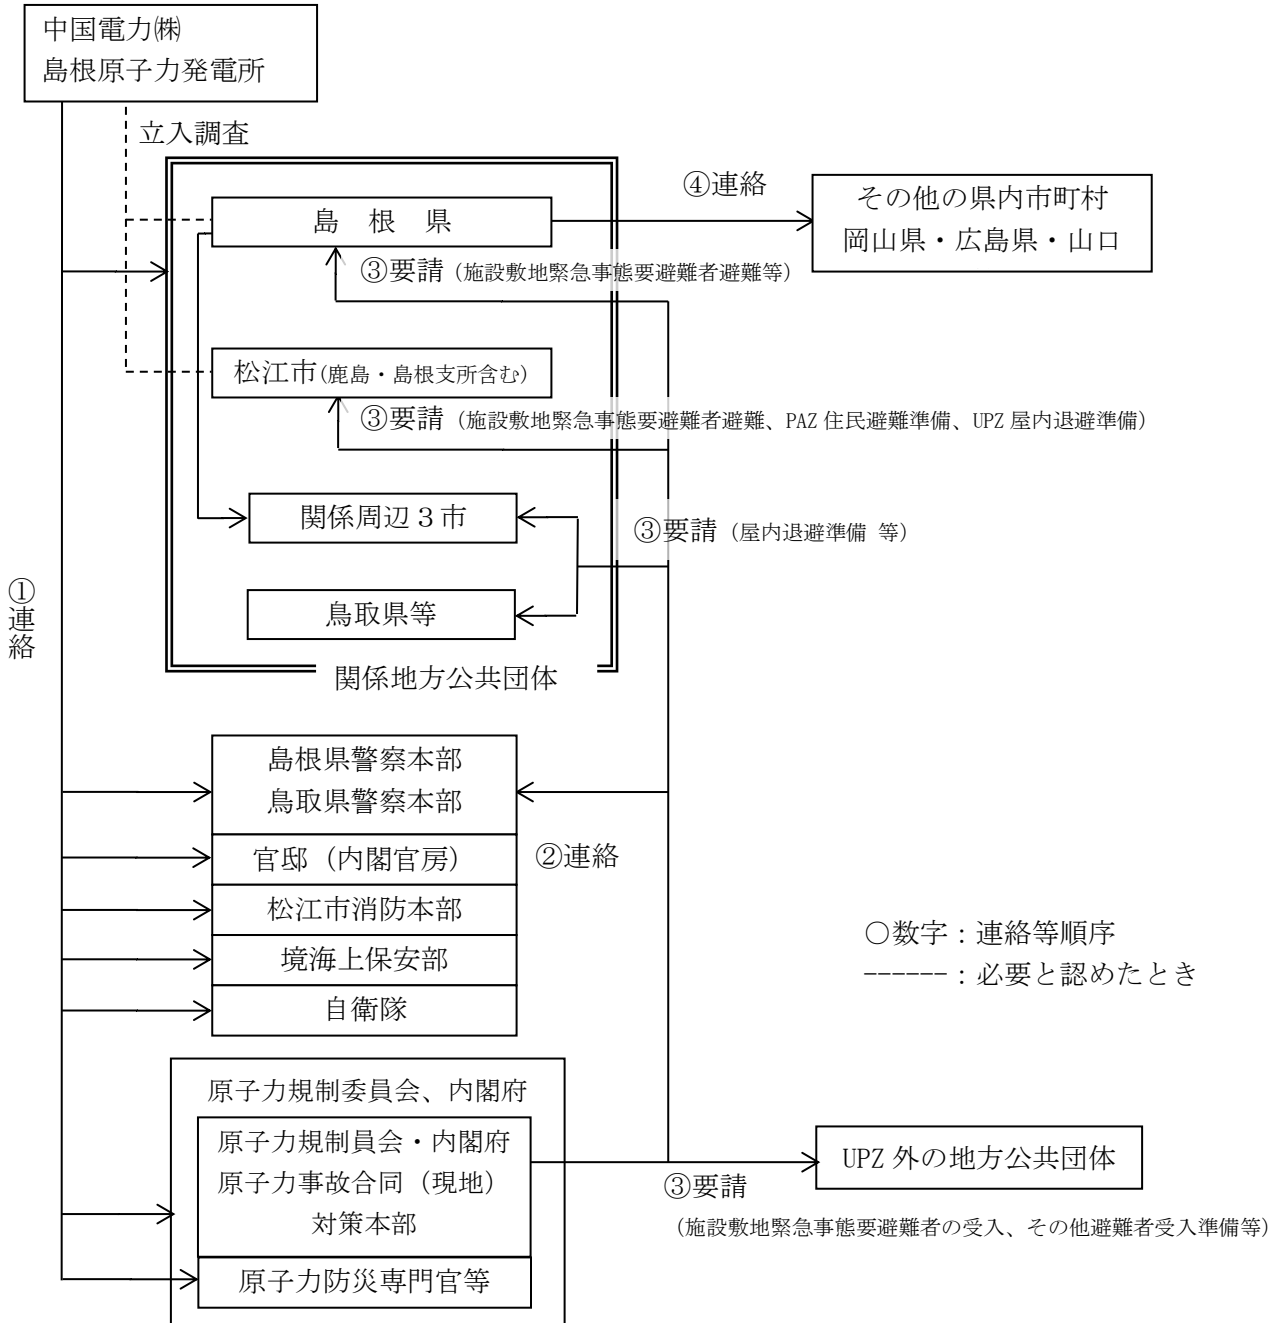 中国電力㈱
島根原子力発電所
立入調査
④連絡
島 根 県
その他の県内市町村
岡山県・広島県・山口
③要請（施設敷地緊急事態要避難者避難等）
松江市(鹿島・島根支所含む)
③要請（施設敷地緊急事態要避難者避難、PAZ 住民避難準備、UPZ 屋内退避準備）
関係周辺３市
③要請（屋内退避準備 等）
鳥取県等
①連絡
関係地方公共団体
島根県警察本部
鳥取県警察本部
官邸（内閣官房）
②連絡
松江市消防本部
境海上保安部
自衛隊
○数字：連絡等順序
------：必要と認めたとき
原子力規制委員会、内閣府
原子力規制員会・内閣府
原子力事故合同（現地）
対策本部
原子力防災専門官等
UPZ 外の地方公共団体
③要請
（施設敷地緊急事態要避難者の受入、その他避難者受入準備等）